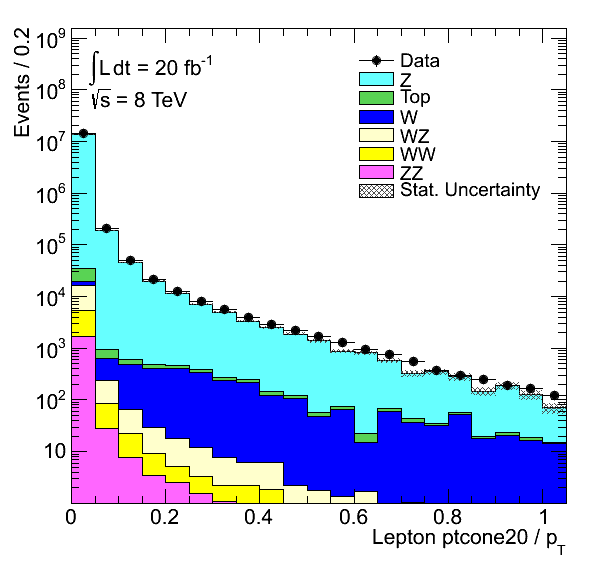 Events / 0.2
10⁹
10⁸
10⁷
10⁶
10⁵
10⁴
10³
10²
10
∫L dt = 20 fb⁻¹
√s = 8 TeV
Data
Z
Top
W
WZ
WW
ZZ
Stat. Uncertainty
0 0.2 0.4 0.6 0.8 1
Lepton ptcone20 / p_T